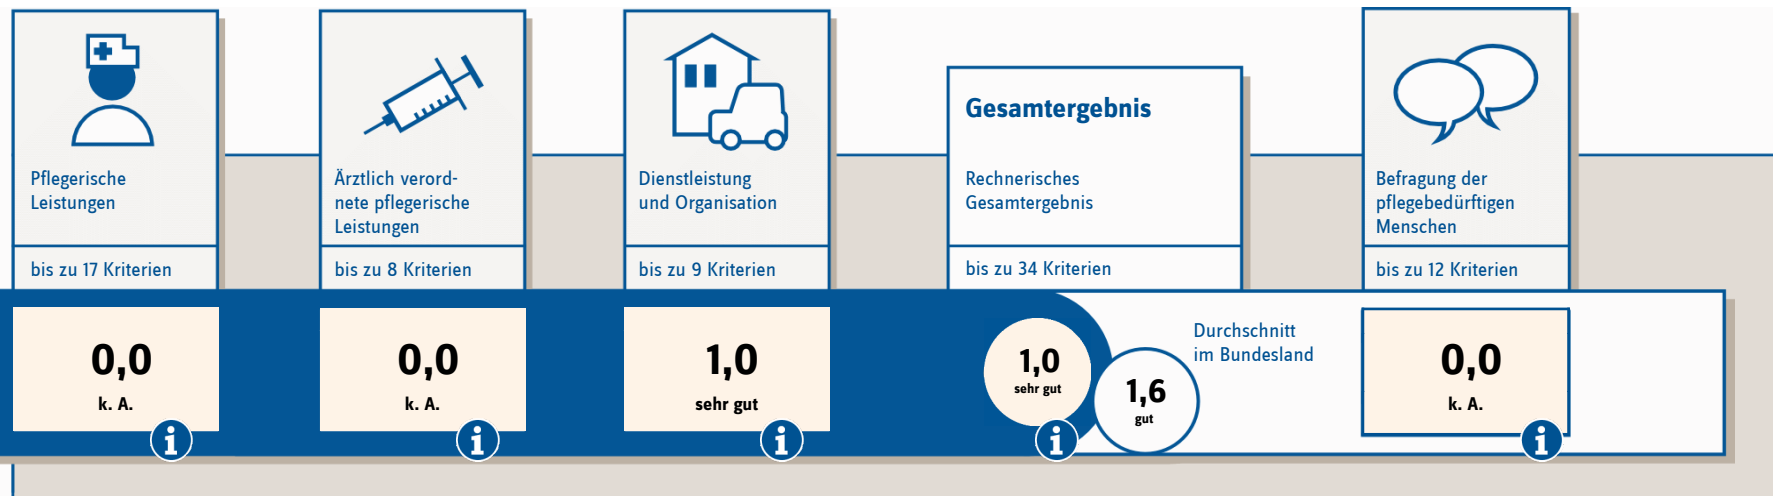 Pflegerische
Leistungen
bis zu 17 Kriterien
0,0
k. A.
Ärztlich verord-
nete pflegerische
Leistungen
bis zu 8 Kriterien
0,0
k. A.
Dienstleistung
und Organisation
bis zu 9 Kriterien
1,0
sehr gut
Gesamtergebnis
Rechnerisches
Gesamtergebnis
bis zu 34 Kriterien
1,0
sehr gut
1,6
gut
Durchschnitt
im Bundesland
Befragung der
pflegebedürftigen
Menschen
bis zu 12 Kriterien
0,0
k. A.